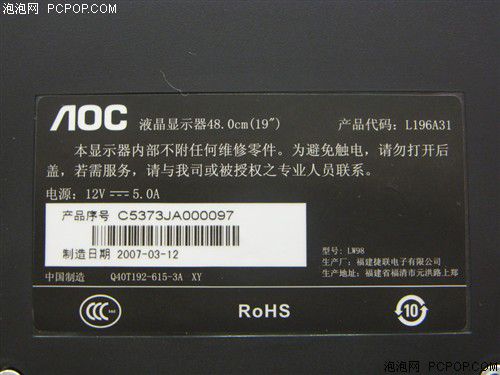 泡泡网 PCPOP.COM
AOC 液晶显示器48.0cm(19") 产品代码: L196A31
本显示器内部不附任何维修零件。为避免触电，请勿打开后
盖，若需服务，请与我司或被授权之专业人员联系。
电源: 12V 5.0A
产品序号 C5373JA000097
制造日期 2007-03-12
型号: LW98
生产厂: 福建捷联电子有限公司
生产地址: 福建省福清市元洪路上郑
中国制造 Q40T192-615-3A XY
CCC
RoHS
10
泡泡网 PCPOP.COM